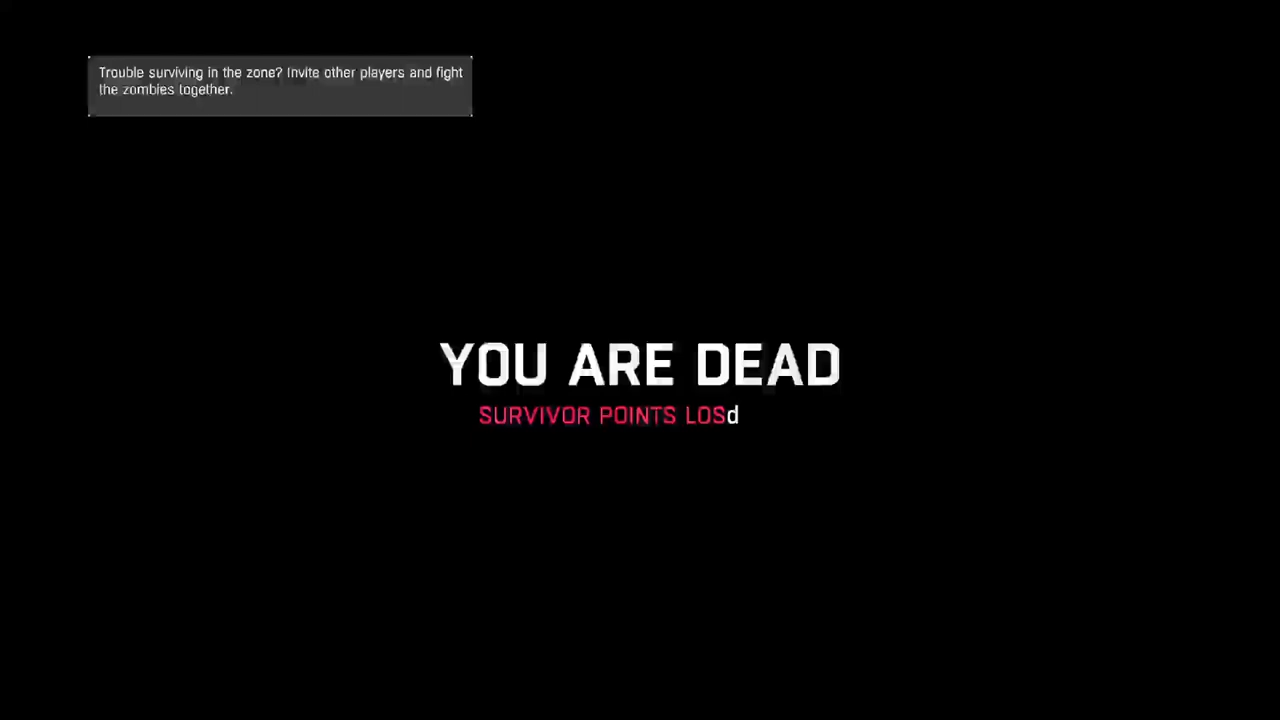 Trouble surviving in the zone? Invite other players and fight
the zombies together.
YOU ARE DEAD
SURVIVOR POINTS LOSd